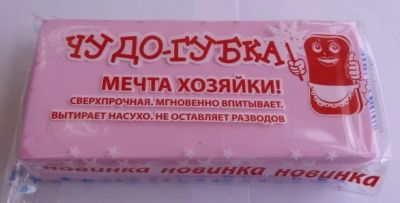 ЧУДО-ГУБКА
МЕЧТА ХОЗЯЙКИ!
СВЕРХПРОЧНАЯ. МГНОВЕННО ВПИТЫВАЕТ.
ВЫТИРАЕТ НАСУХО. НЕ ОСТАВЛЯЕТ РАЗВОДОВ
новинка новинка новинка